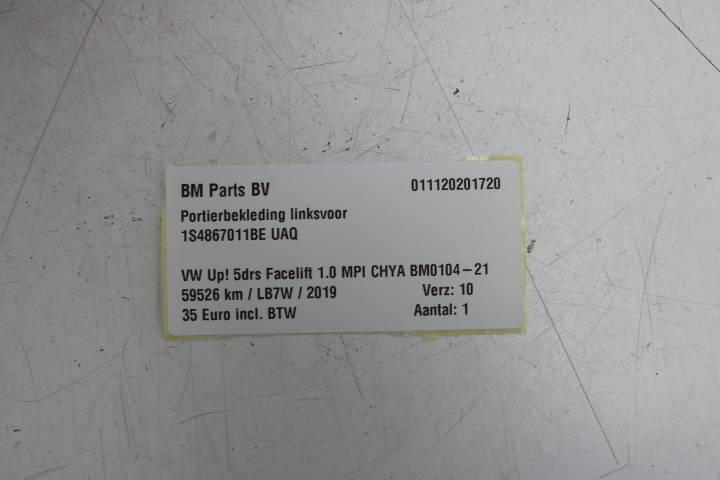 BM Parts BV 011120201720
Portierbekleding linksvoor
1S4867011BE UAQ
VW Up! 5drs Facelift 1.0 MPI CHYA BM0104-21
59526 km / LB7W / 2019 Verz: 10
35 Euro incl. BTW Aantal: 1